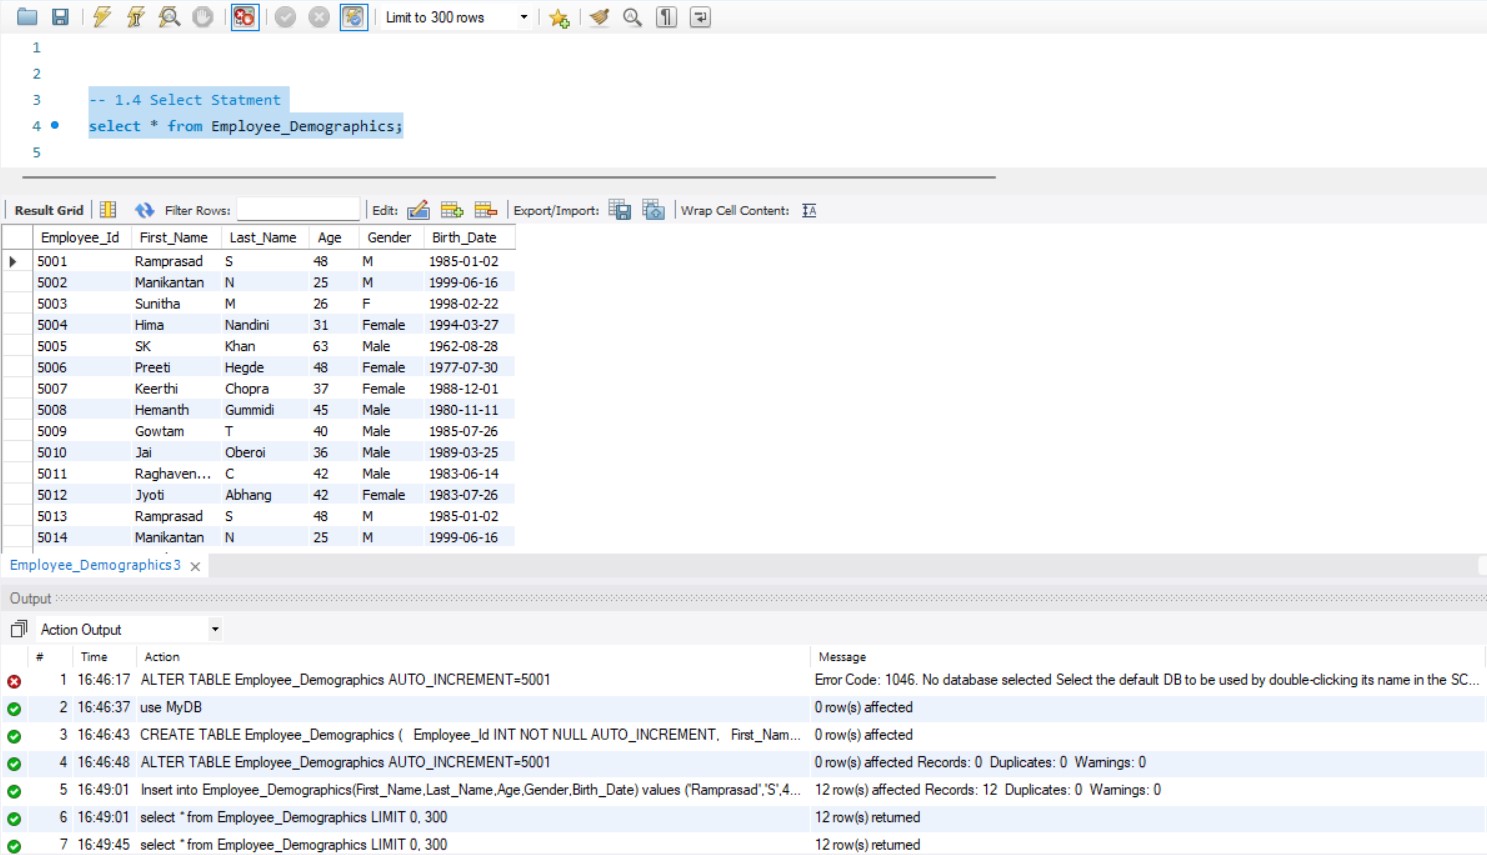 Limit to 300 rows
1
2
3 -- 1.4 Select Statment
4 select * from Employee_Demographics;
5
Result Grid Filter Rows: Edit: Export/Import: Wrap Cell Content:
Employee_Id First_Name Last_Name Age Gender Birth_Date
5001 Ramprasad S 48 M 1985-01-02
5002 Manikantan N 25 M 1999-06-16
5003 Sunitha M 26 F 1998-02-22
5004 Hima Nandini 31 Female 1994-03-27
5005 SK Khan 63 Male 1962-08-28
5006 Preeti Hegde 48 Female 1977-07-30
5007 Keerthi Chopra 37 Female 1988-12-01
5008 Hemanth Gummidi 45 Male 1980-11-11
5009 Gowtam T 40 Male 1985-07-26
5010 Jai Oberoi 36 Male 1989-03-25
5011 Raghaven... C 42 Male 1983-06-14
5012 Jyoti Abhang 42 Female 1983-07-26
5013 Ramprasad S 48 M 1985-01-02
5014 Manikantan N 25 M 1999-06-16
Employee_Demographics3
Output
Action Output
# Time Action Message
1 16:46:17 ALTER TABLE Employee_Demographics AUTO_INCREMENT=5001 Error Code: 1046. No database selected Select the default DB to be used by double-clicking its name in the SC...
2 16:46:37 use MyDB 0 row(s) affected
3 16:46:43 CREATE TABLE Employee_Demographics ( Employee_Id INT NOT NULL AUTO_INCREMENT, First_Nam... 0 row(s) affected
4 16:46:48 ALTER TABLE Employee_Demographics AUTO_INCREMENT=5001 0 row(s) affected Records: 0 Duplicates: 0 Warnings: 0
5 16:49:01 Insert into Employee_Demographics(First_Name,Last_Name,Age,Gender,Birth_Date) values ('Ramprasad','S',4... 12 row(s) affected Records: 12 Duplicates: 0 Warnings: 0
6 16:49:01 select * from Employee_Demographics LIMIT 0, 300 12 row(s) returned
7 16:49:45 select * from Employee_Demographics LIMIT 0, 300 12 row(s) returned